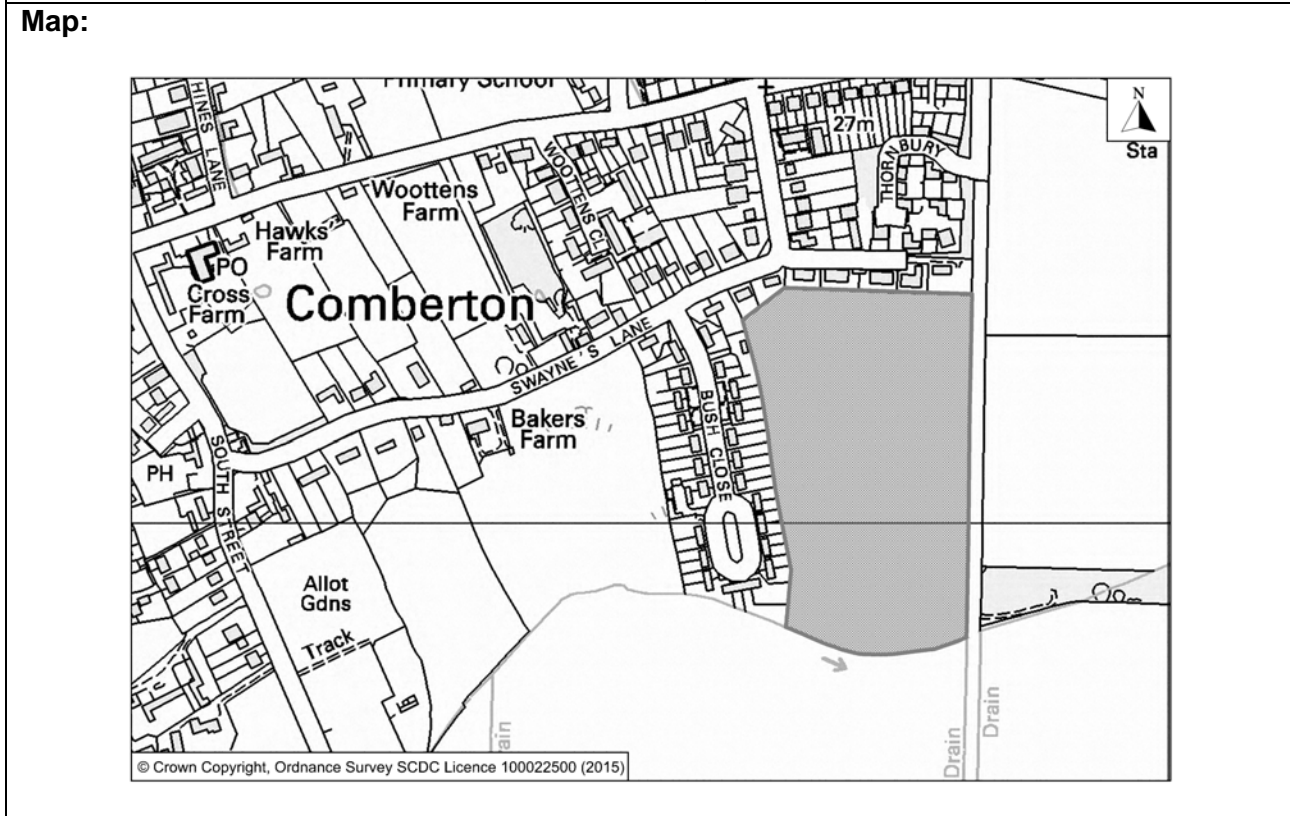 Map:
Primary School
N
Sta
HINES LANE
27m
THORNBURY
WOOTTENS CL
Woottens
Farm
Hawks'
Farm
PO
Cross
Farm
Comberton
SWAYNE'S LANE
Bakers
Farm
BUSH CLOSE
PH
SOUTH STREET
Allot
Gdns
Track
Drain
Drain
ain
© Crown Copyright, Ordnance Survey SCDC Licence 100022500 (2015)